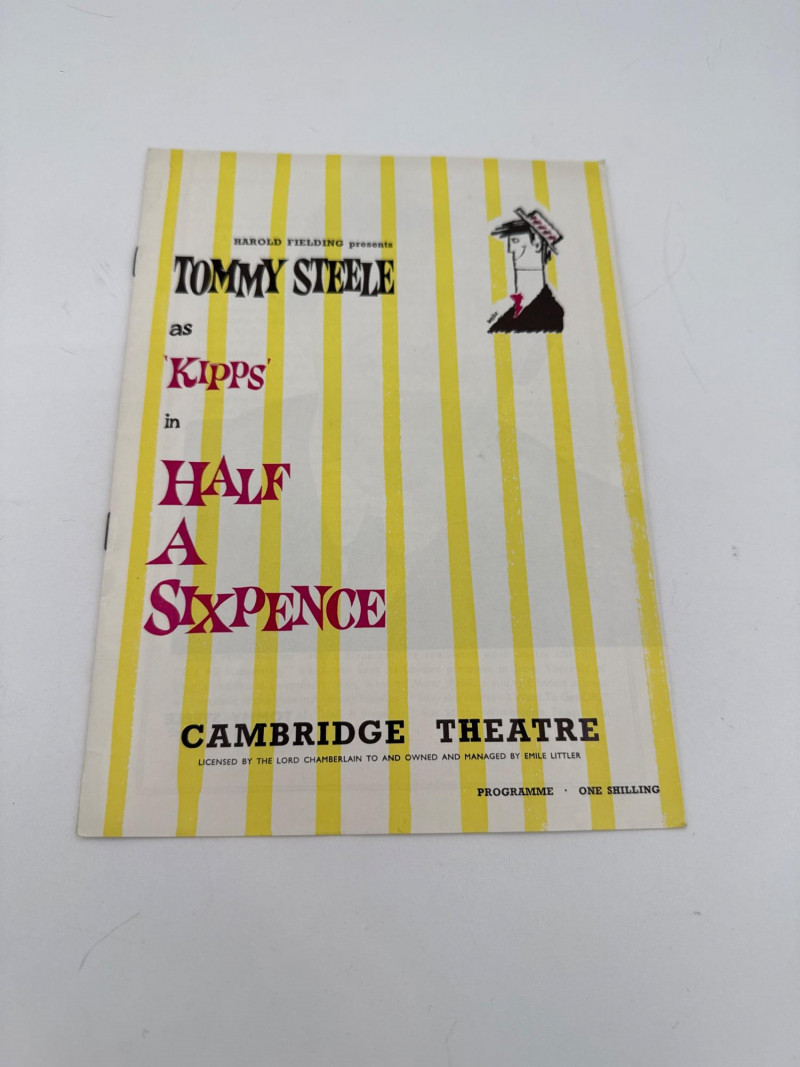 HAROLD FIELDING presents
TOMMY STEELE
as
'KIPPS'
in
HALF
A
SIXPENCE
CAMBRIDGE THEATRE
LICENSED BY THE LORD CHAMBERLAIN TO AND OWNED AND MANAGED BY EMILE LITTLER
PROGRAMME · ONE SHILLING